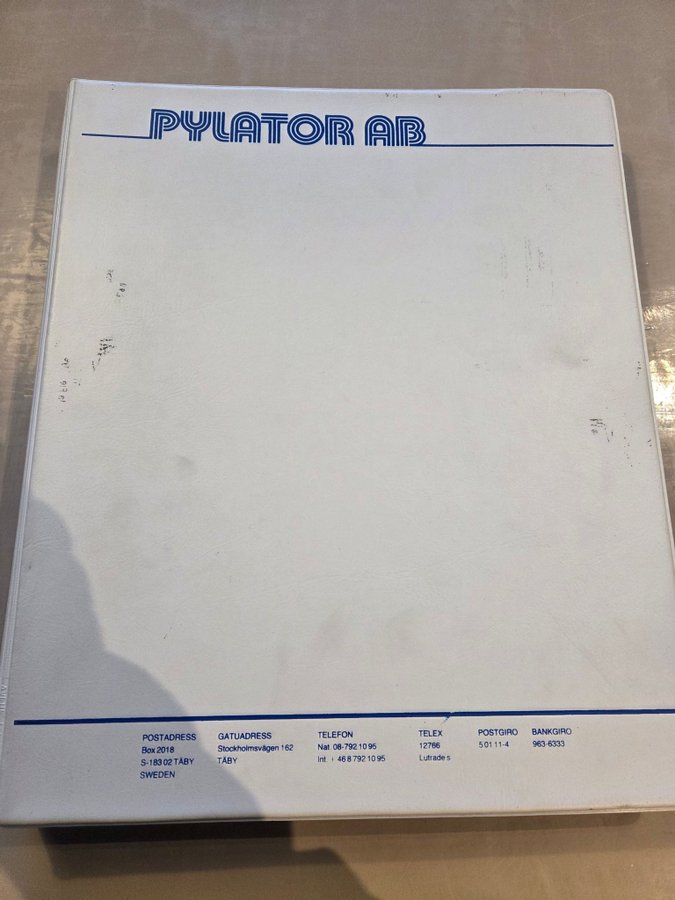 PYLATOR AB
POSTADRESS
Box 2018
S-183 02 TÄBY
SWEDEN
GATUADRESS
Stockholmsvägen 162
TÄBY
TELEFON
Nat. 08-792 10 95
Int. + 46 8 792 10 95
TELEX
12766
Lutrade s
POSTGIRO
5 01 11-4
BANKGIRO
963-6333